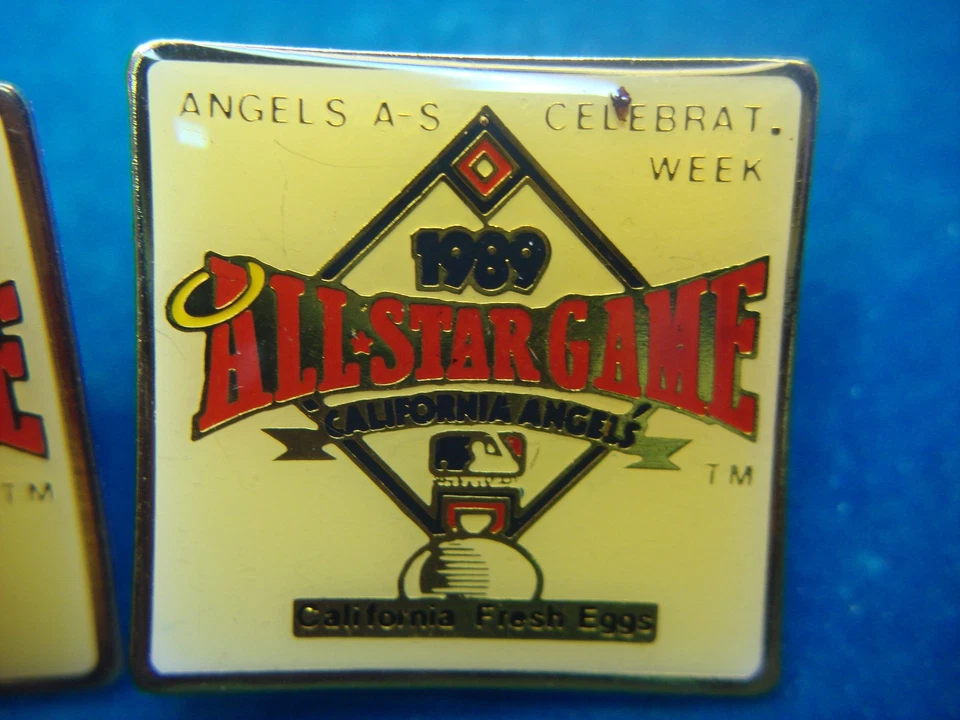 ANGELS A-S CELEBRAT.
WEEK
1989
ALL★STAR GAME
CALIFORNIA ANGELS
TM
California Fresh Eggs
E
TM